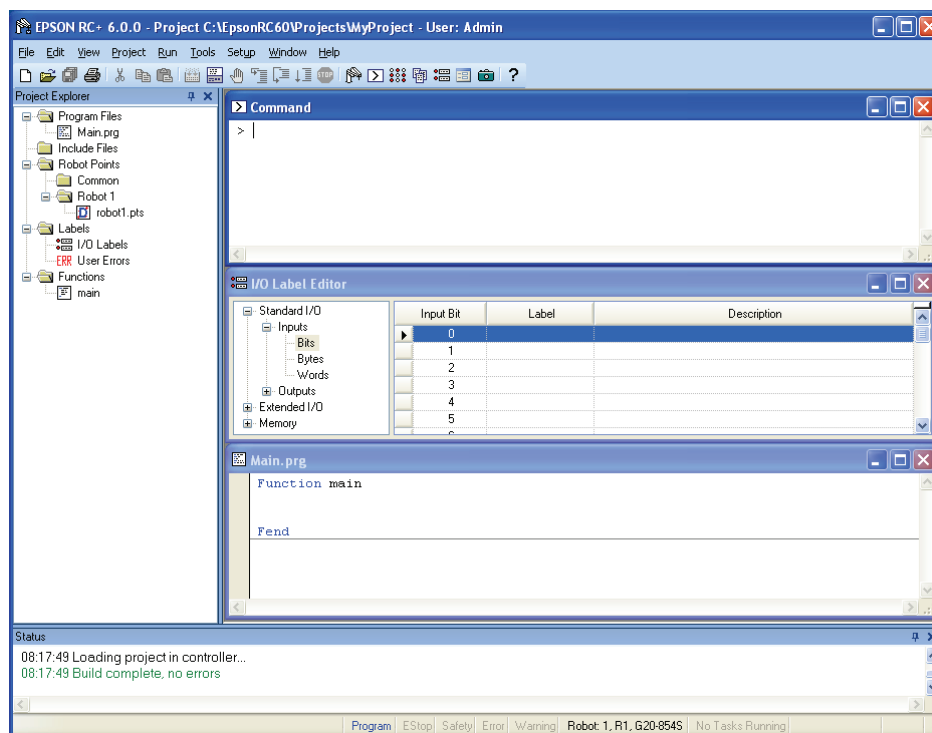 EPSON RC+ 6.0.0 - Project C:\EpsonRC60\Projects\MyProject - User: Admin
File Edit View Project Run Tools Setup Window Help
Project Explorer
Program Files
Main.prg
Include Files
Robot Points
Common
Robot 1
robot1.pts
Labels
I/O Labels
ERR User Errors
Functions
main
Command
>
I/O Label Editor
Standard I/O
Inputs
Bits
Bytes
Words
Outputs
Extended I/O
Memory
Input Bit Label Description
0
1
2
3
4
5
Main.prg
Function main
Fend
Status
08:17:49 Loading project in controller...
08:17:49 Build complete, no errors
Program EStop Safety Error Warning Robot: 1, R1, G20-854S No Tasks Running